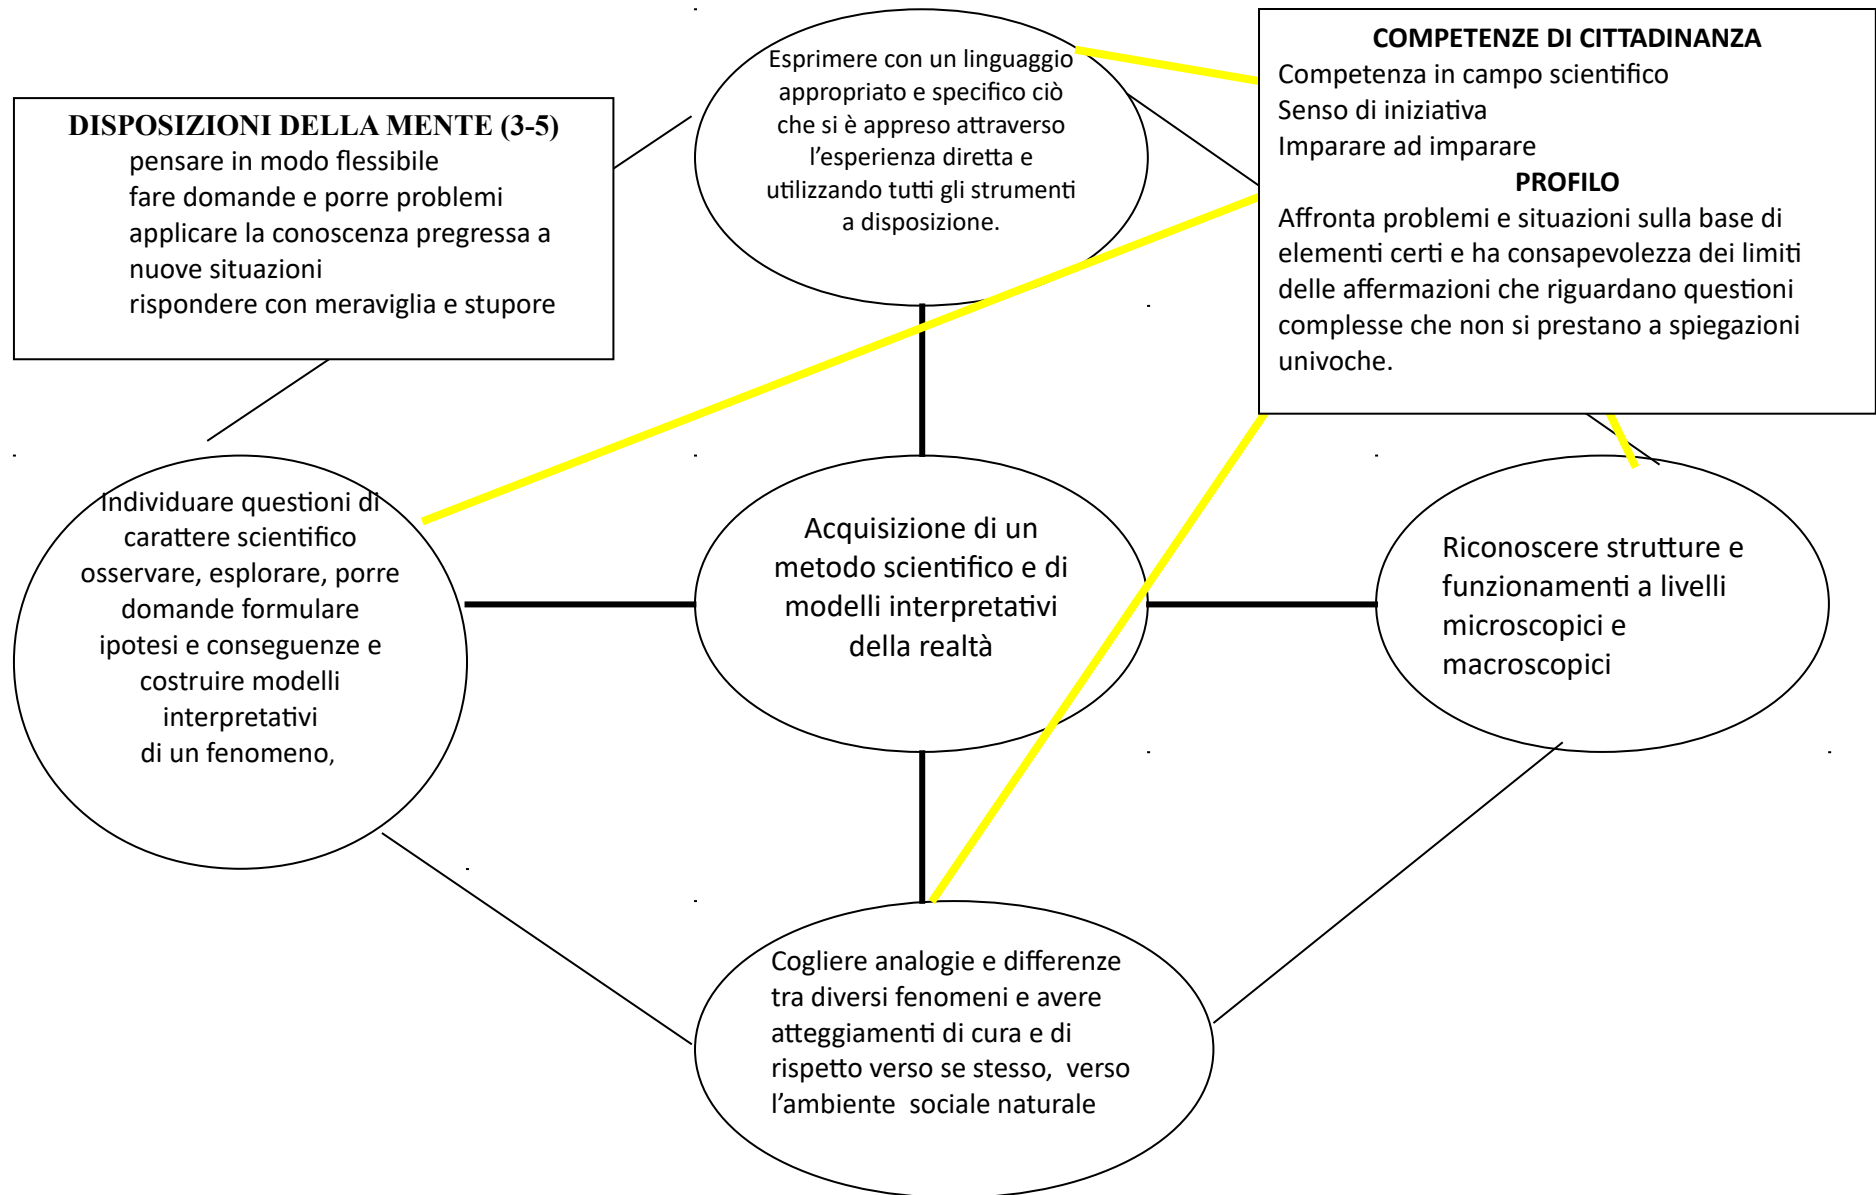 Esprimere con un linguaggio
appropriato e specifico ciò
che si è appreso attraverso
l’esperienza diretta e
utilizzando tutti gli strumenti
a disposizione.
COMPETENZE DI CITTADINANZA
Competenza in campo scientifico
Senso di iniziativa
Imparare ad imparare
PROFILO
Affronta problemi e situazioni sulla base di
elementi certi e ha consapevolezza dei limiti
delle affermazioni che riguardano questioni
complesse che non si prestano a spiegazioni
univoche.
DISPOSIZIONI DELLA MENTE (3-5)
pensare in modo flessibile
fare domande e porre problemi
applicare la conoscenza pregressa a
nuove situazioni
rispondere con meraviglia e stupore
Individuare questioni di
carattere scientifico
osservare, esplorare, porre
domande formulare
ipotesi e conseguenze e
costruire modelli
interpretativi
di un fenomeno,
Acquisizione di un
metodo scientifico e di
modelli interpretativi
della realtà
Riconoscere strutture e
funzionamenti a livelli
microscopici e
macroscopici
Cogliere analogie e differenze
tra diversi fenomeni e avere
atteggiamenti di cura e di
rispetto verso se stesso,  verso
l’ambiente  sociale naturale